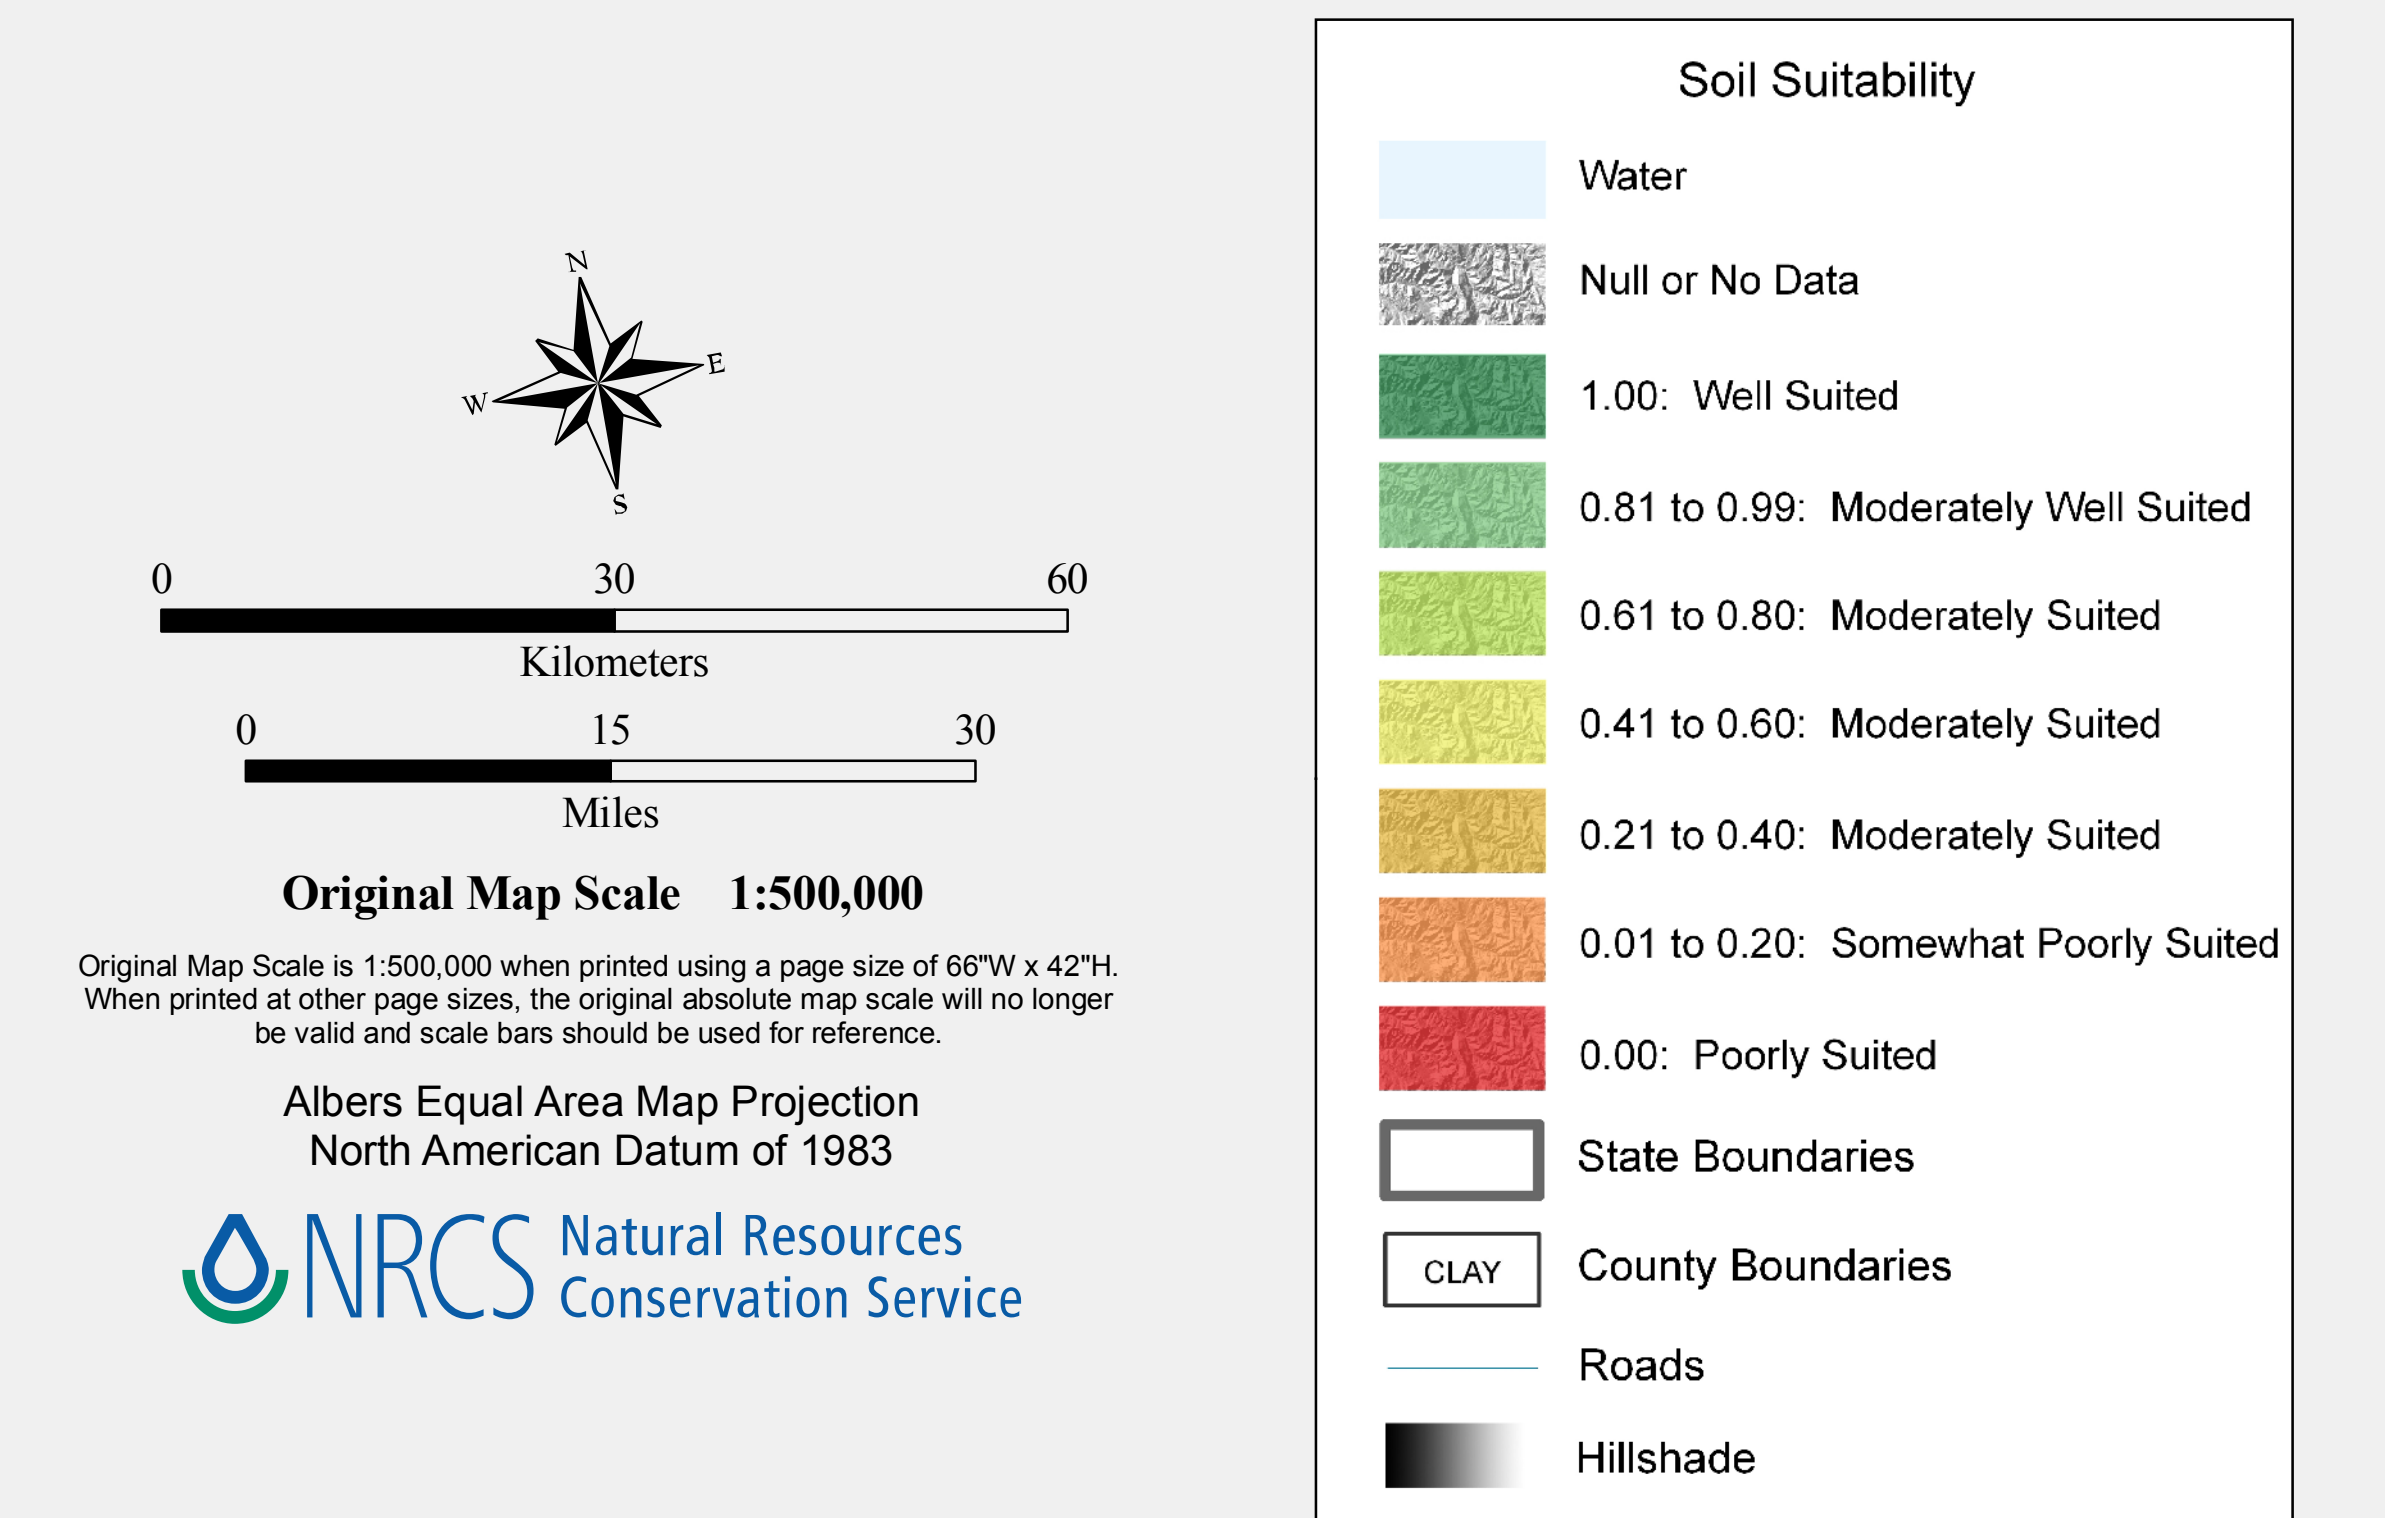 N
E
W
S
0 30 60
Kilometers
0 15 30
Miles
Original Map Scale 1:500,000
Original Map Scale is 1:500,000 when printed using a page size of 66"W x 42"H.
When printed at other page sizes, the original absolute map scale will no longer
be valid and scale bars should be used for reference.
Albers Equal Area Map Projection
North American Datum of 1983
NRCS Natural Resources
Conservation Service
Soil Suitability
Water
Null or No Data
1.00: Well Suited
0.81 to 0.99: Moderately Well Suited
0.61 to 0.80: Moderately Suited
0.41 to 0.60: Moderately Suited
0.21 to 0.40: Moderately Suited
0.01 to 0.20: Somewhat Poorly Suited
0.00: Poorly Suited
State Boundaries
CLAY County Boundaries
Roads
Hillshade